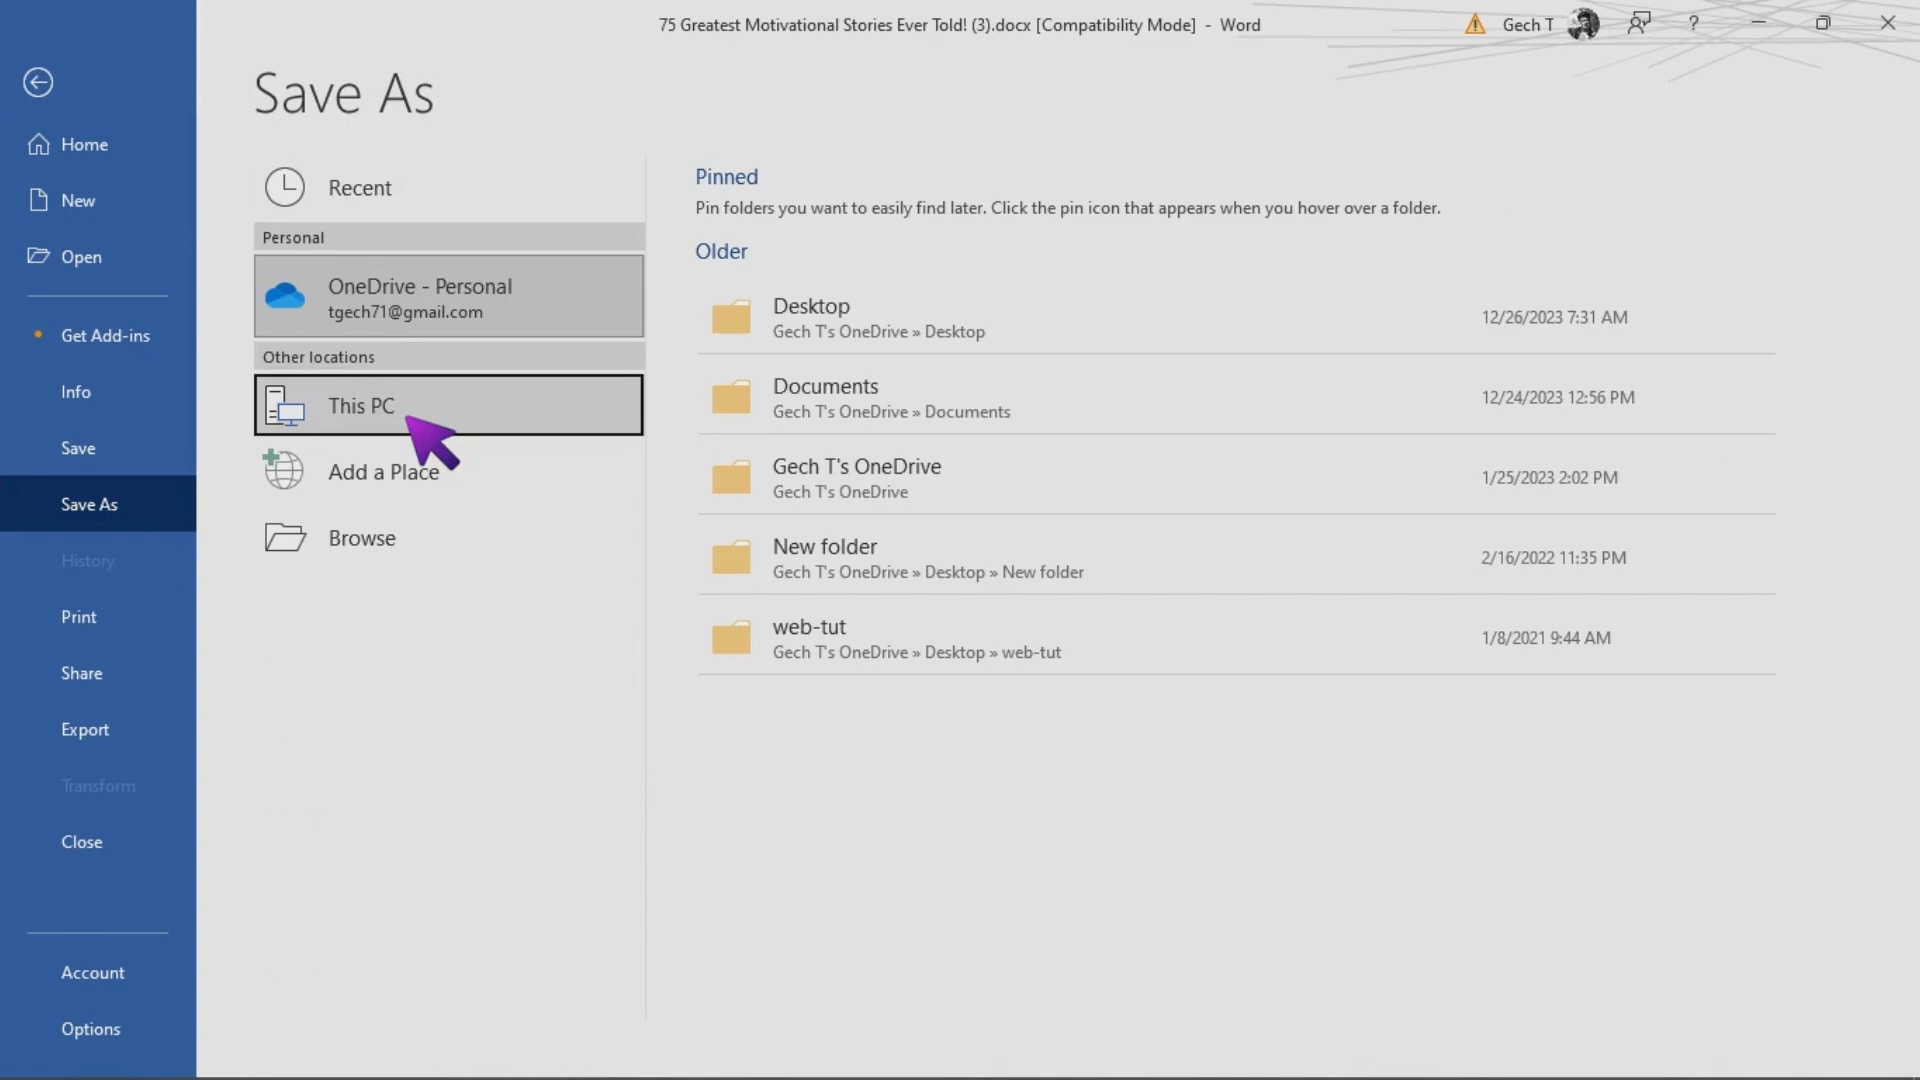 75 Greatest Motivational Stories Ever Told! (3).docx [Compatibility Mode] - Word
Gech T
?
Home
New
Open
Get Add-ins
Info
Save
Save As
History
Print
Share
Export
Transform
Close
Account
Options
Save As
Recent
Personal
OneDrive - Personal
tgech71@gmail.com
Other locations
This PC
Add a Place
Browse
Pinned
Pin folders you want to easily find later. Click the pin icon that appears when you hover over a folder.
Older
Desktop
Gech T's OneDrive » Desktop
12/26/2023 7:31 AM
Documents
Gech T's OneDrive » Documents
12/24/2023 12:56 PM
Gech T's OneDrive
Gech T's OneDrive
1/25/2023 2:02 PM
New folder
Gech T's OneDrive » Desktop » New folder
2/16/2022 11:35 PM
web-tut
Gech T's OneDrive » Desktop » web-tut
1/8/2021 9:44 AM